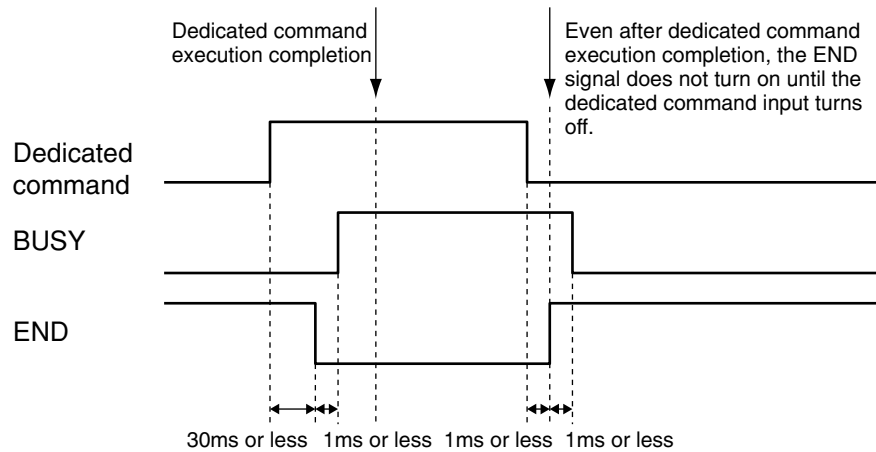 Dedicated command
execution completion
Even after dedicated command
execution completion, the END
signal does not turn on until the
dedicated command input turns
off.
Dedicated
command
BUSY
END
30ms or less 1ms or less 1ms or less 1ms or less